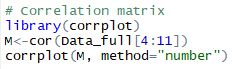 # Correlation matrix
library(corrplot)
M<-cor(Data_full[4:11])
corrplot(M, method="number")